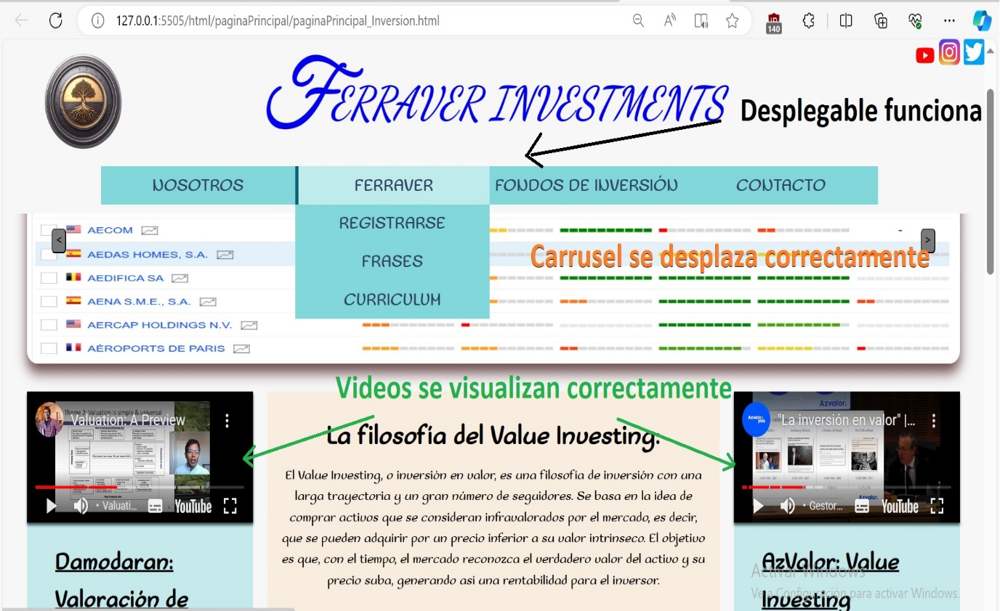 127.0.0.1:5505/html/paginaPrincipal/paginaPrincipal_Inversion.html
140
FERRAVER INVESTMENTS
Desplegable funciona
NOSOTROS
FERRAVER
FONDOS DE INVERSIÓN
CONTACTO
REGISTRARSE
FRASES
CURRICULUM
<
>
AECOM
-
AEDAS HOMES, S.A.
Carrusel se desplaza correctamente
AEDIFICA SA
AENA S.M.E., S.A.
AERCAP HOLDINGS N.V.
AÉROPORTS DE PARIS
Videos se visualizan correctamente
Theme 2: Valuation is simple & universal
Valuation: A Preview
• Valuati...
YouTube
La filosofia del Value Investing.
El Value Investing, o inversión en valor, es una filosofia de inversión con una
larga trayectoria y un gran número de seguidores. Se basa en la idea de
comprar activos que se consideran infravalorados por el mercado, es decir,
que se pueden adquirir por un precio inferior a su valor intrínseco. El objetivo
es que, con el tiempo, el mercado reconozca el verdadero valor del activo y su
precio suba, generando asi una rentabilidad para el inversor.
Azvalor.
"La inversión en valor" |...
Azvalor.
• Gestor...
YouTube
Damodaran:
Valoración de
AzValor: Value
Investing
Activar Windows
Ve a Configuración para activar Windows.